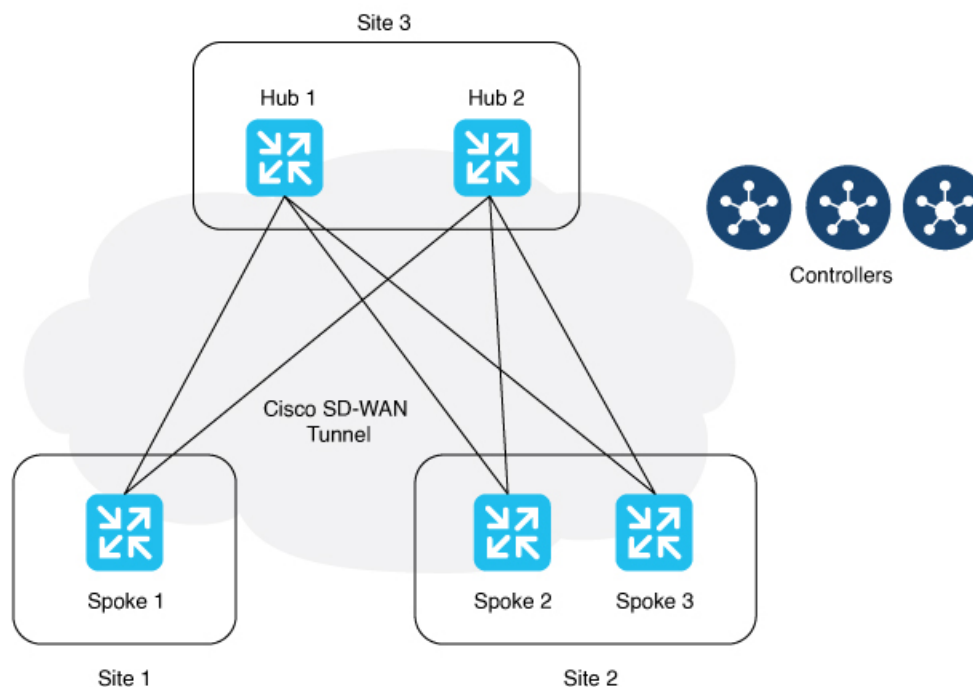 Site 3
Hub 1
Hub 2
Controllers
Cisco SD-WAN
Tunnel
Spoke 1
Spoke 2
Spoke 3
Site 1
Site 2